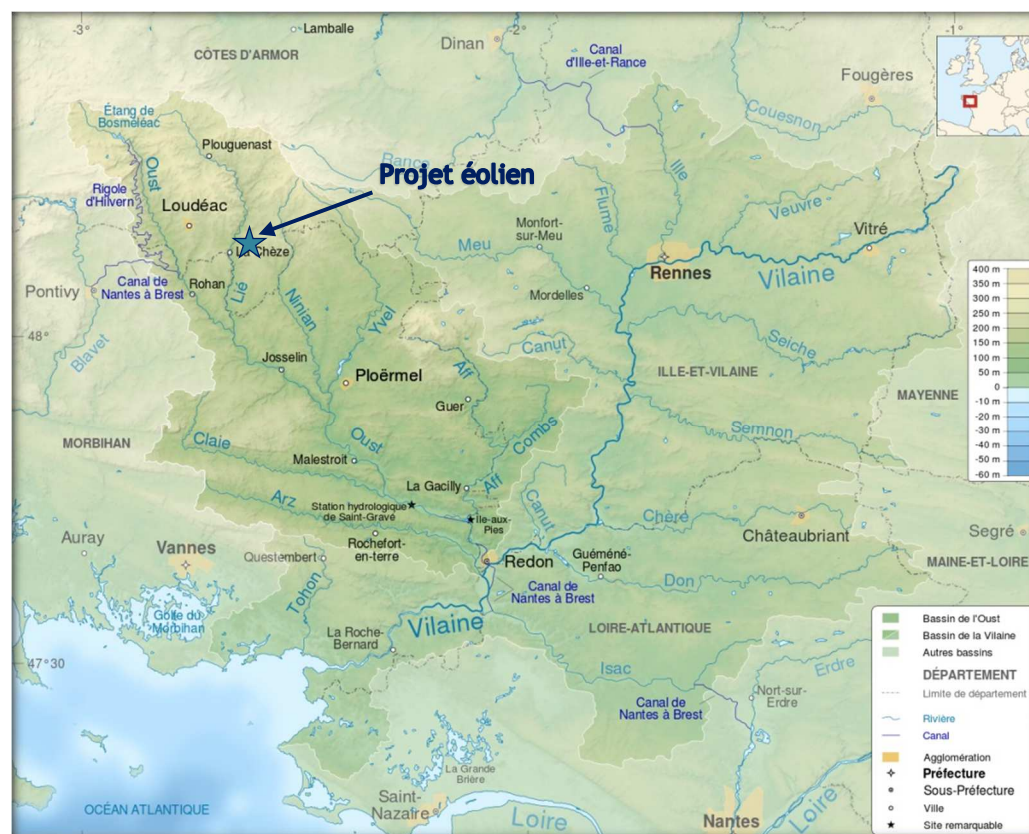 -3°
-2°
-1°
Lamballe
CÔTES D'ARMOR
Dinan
Canal
d'Ille-et-Rance
Fougères
Couesnon
Étang de
Bosméléac
Plouguenast
Rance
Ille
Projet éolien
Oust
Rigole
d'Hilvern
Loudéac
Flume
Veuvre
Monfort-
sur-Meu
Vitré
Meu
La Chèze
Rennes
Vilaine
Canal de
Nantes à Brest
Rohan
Lié
Ninian
Yvel
Mordelles
Pontivy
48°
Blavet
Canut
Seiche
Josselin
Ploërmel
Aff
ILLE-ET-VILAINE
MAYENNE
Guer
400 m
350 m
300 m
250 m
200 m
150 m
100 m
50 m
0
-10 m
-20 m
-30 m
-40 m
-50 m
-60 m
MORBIHAN
Claie
Oust
Combs
Semnon
Malestroit
La Gacilly
Aff
Arz
Station hydrologique
de Saint-Gravé
Île-aux-
Pies
Canut
Chère
Châteaubriant
Segré
Auray
Vannes
Rochefort-
en-terre
Questembert
Redon
Guéméné-
Penfao
MAINE-ET-LOIRE
Tohon
Canal de
Nantes à Brest
Don
Golfe du
Morbihan
Vilaine
La Roche-
Bernard
LOIRE-ATLANTIQUE
47°30
Isac
Erdre
Canal de
Nantes à Brest
Nort-sur-
Erdre
La Grande
Brière
OCÉAN ATLANTIQUE
Saint-
Nazaire
Loire
Nantes
Loire
Bassin de l'Oust
Bassin de la Vilaine
Autres bassins
DÉPARTEMENT
Limite de département
Rivière
Canal
Agglomération
Préfecture
Sous-Préfecture
Ville
Site remarquable